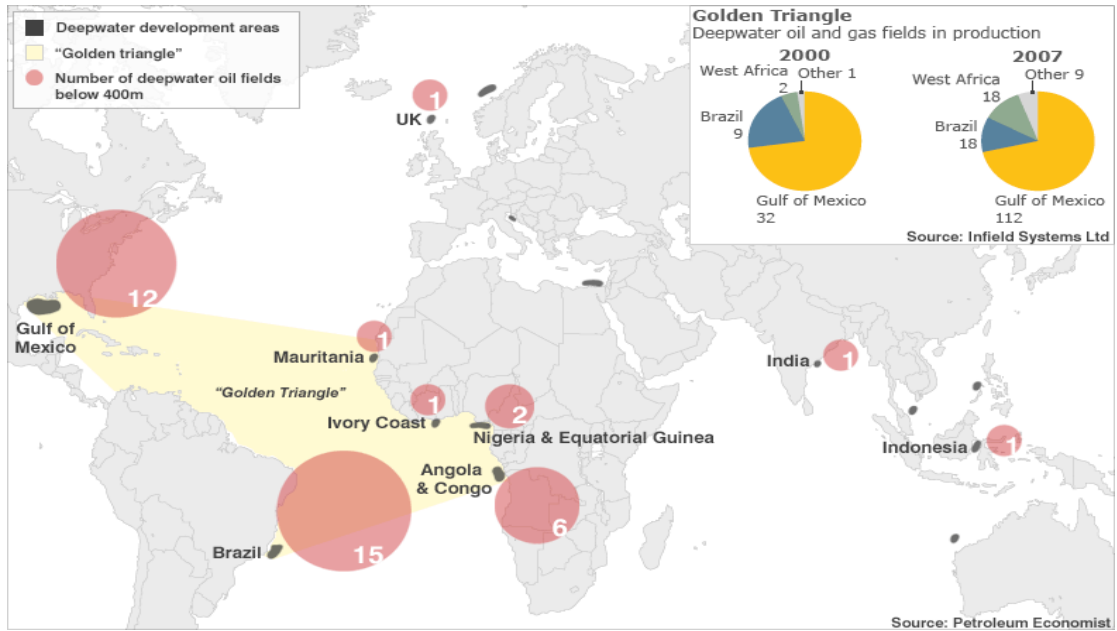 Deepwater development areas
“Golden triangle”
Number of deepwater oil fields
below 400m
Golden Triangle
Deepwater oil and gas fields in production
2000
West Africa
2
Other 1
Brazil
9
Gulf of Mexico
32
2007
West Africa
18
Other 9
Brazil
18
Gulf of Mexico
112
Source: Infield Systems Ltd
1
UK
12
Gulf of
Mexico
1
Mauritania
“Golden Triangle”
1
Ivory Coast
2
Nigeria & Equatorial Guinea
Angola
& Congo
6
Brazil
15
India
1
Indonesia
1
Source: Petroleum Economist